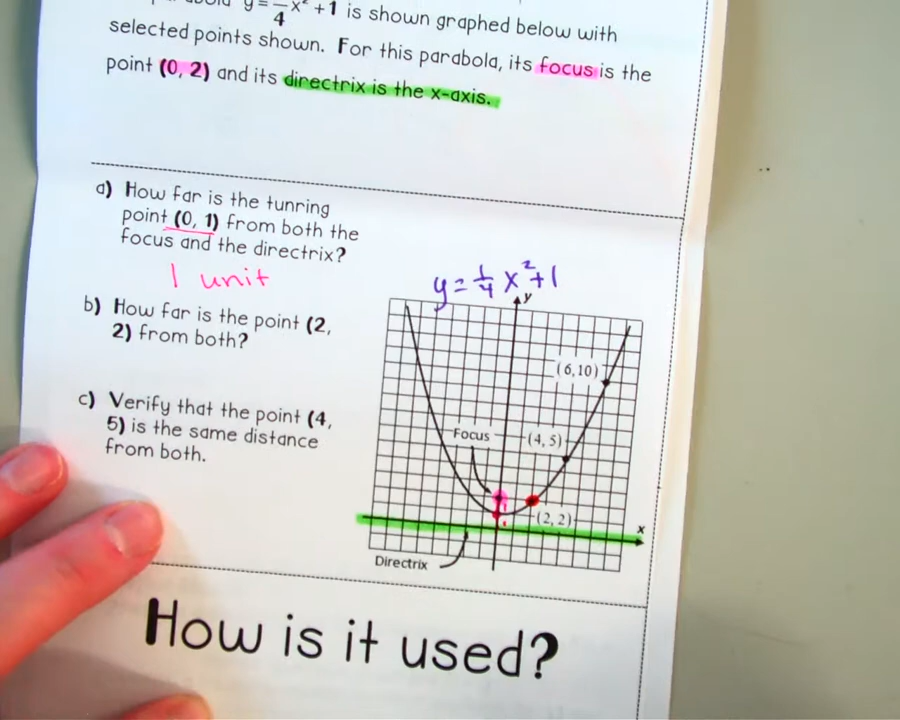 y = 1/4 x² + 1 is shown graphed below with
selected points shown. For this parabola, its focus is the
point (0, 2) and its directrix is the x-axis.
a) How far is the tunring
point (0, 1) from both the
focus and the directrix?
1 unit
b) How far is the point (2,
2) from both?
c) Verify that the point (4,
5) is the same distance
from both.
y = 1/4 x² + 1
y
(6,10)
Focus
(4,5)
(2,2)
x
Directrix
How is it used?